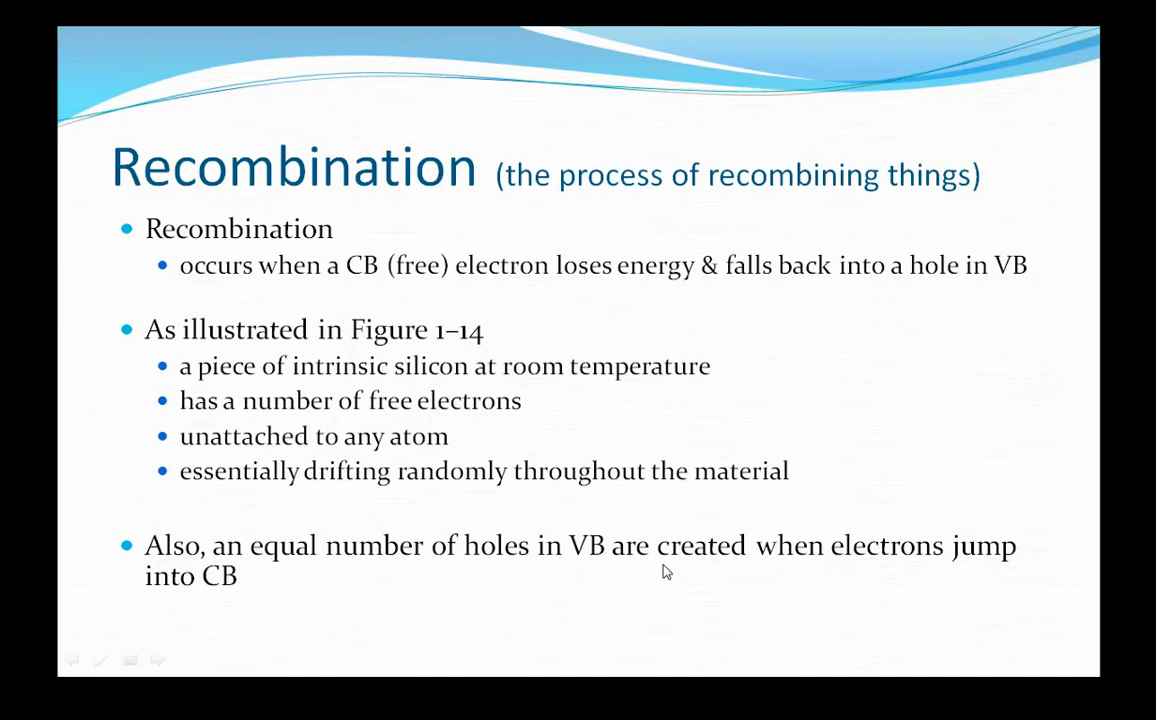 Recombination (the process of recombining things)
• Recombination
• occurs when a CB (free) electron loses energy & falls back into a hole in VB
• As illustrated in Figure 1–14
• a piece of intrinsic silicon at room temperature
• has a number of free electrons
• unattached to any atom
• essentially drifting randomly throughout the material
• Also, an equal number of holes in VB are created when electrons jump
into CB